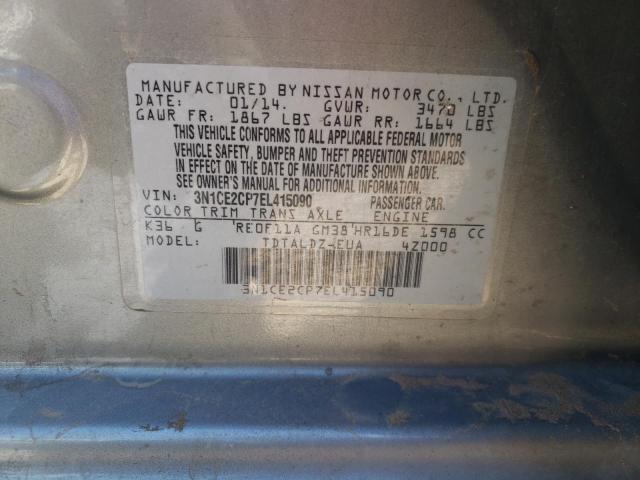 MANUFACTURED BY NISSAN MOTOR CO., LTD.
DATE: 01/14. GVWR: 3470 LBS
GAWR FR: 1867 LBS GAWR RR: 1664 LBS
THIS VEHICLE CONFORMS TO ALL APPLICABLE FEDERAL MOTOR
VEHICLE SAFETY, BUMPER AND THEFT PREVENTION STANDARDS
IN EFFECT ON THE DATE OF MANUFACTURE SHOWN ABOVE.
SEE OWNER'S MANUAL FOR ADDITIONAL INFORMATION.
VIN: 3N1CE2CP7EL415090 PASSENGER CAR.
COLOR TRIM TRANS AXLE ENGINE
K36 G RE0F11A GM38 HR16DE 1598 CC
MODEL: TDTALDZ-EUA 4Z000
3N1CE2CP7EL415090